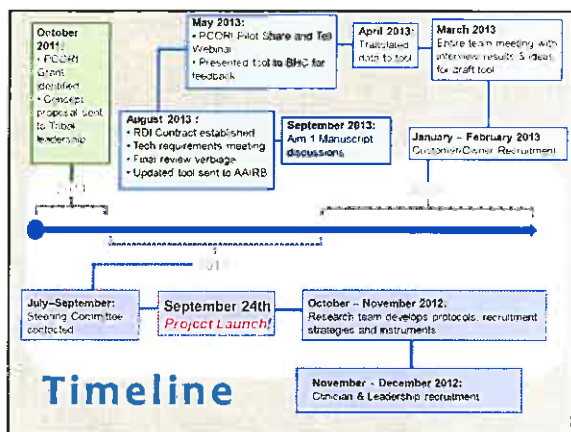 October
2011:
• PCORI
Grant
identified
• Concept
proposal sent
to Tribal
leadership
May 2013:
• PCORI Pilot Share and Tell
Webinar
• Presented tool to BHC for
feedback
April 2013:
Translated
data to tool
March 2013
Entire team meeting with
interview results & ideas
for draft tool
August 2013 :
• RDI Contract established
• Tech requirements meeting
• Final review verbiage
• Updated tool sent to AAIRB
September 2013:
Aim 1 Manuscript
discussions
January – February 2013
Customer/Owner Recruitment
July–September:
Steering Committee
contacted
September 24th
Project Launch!
October – November 2012:
Research team develops protocols, recruitment
strategies and instruments
November – December 2012:
Clinician & Leadership recruitment
Timeline